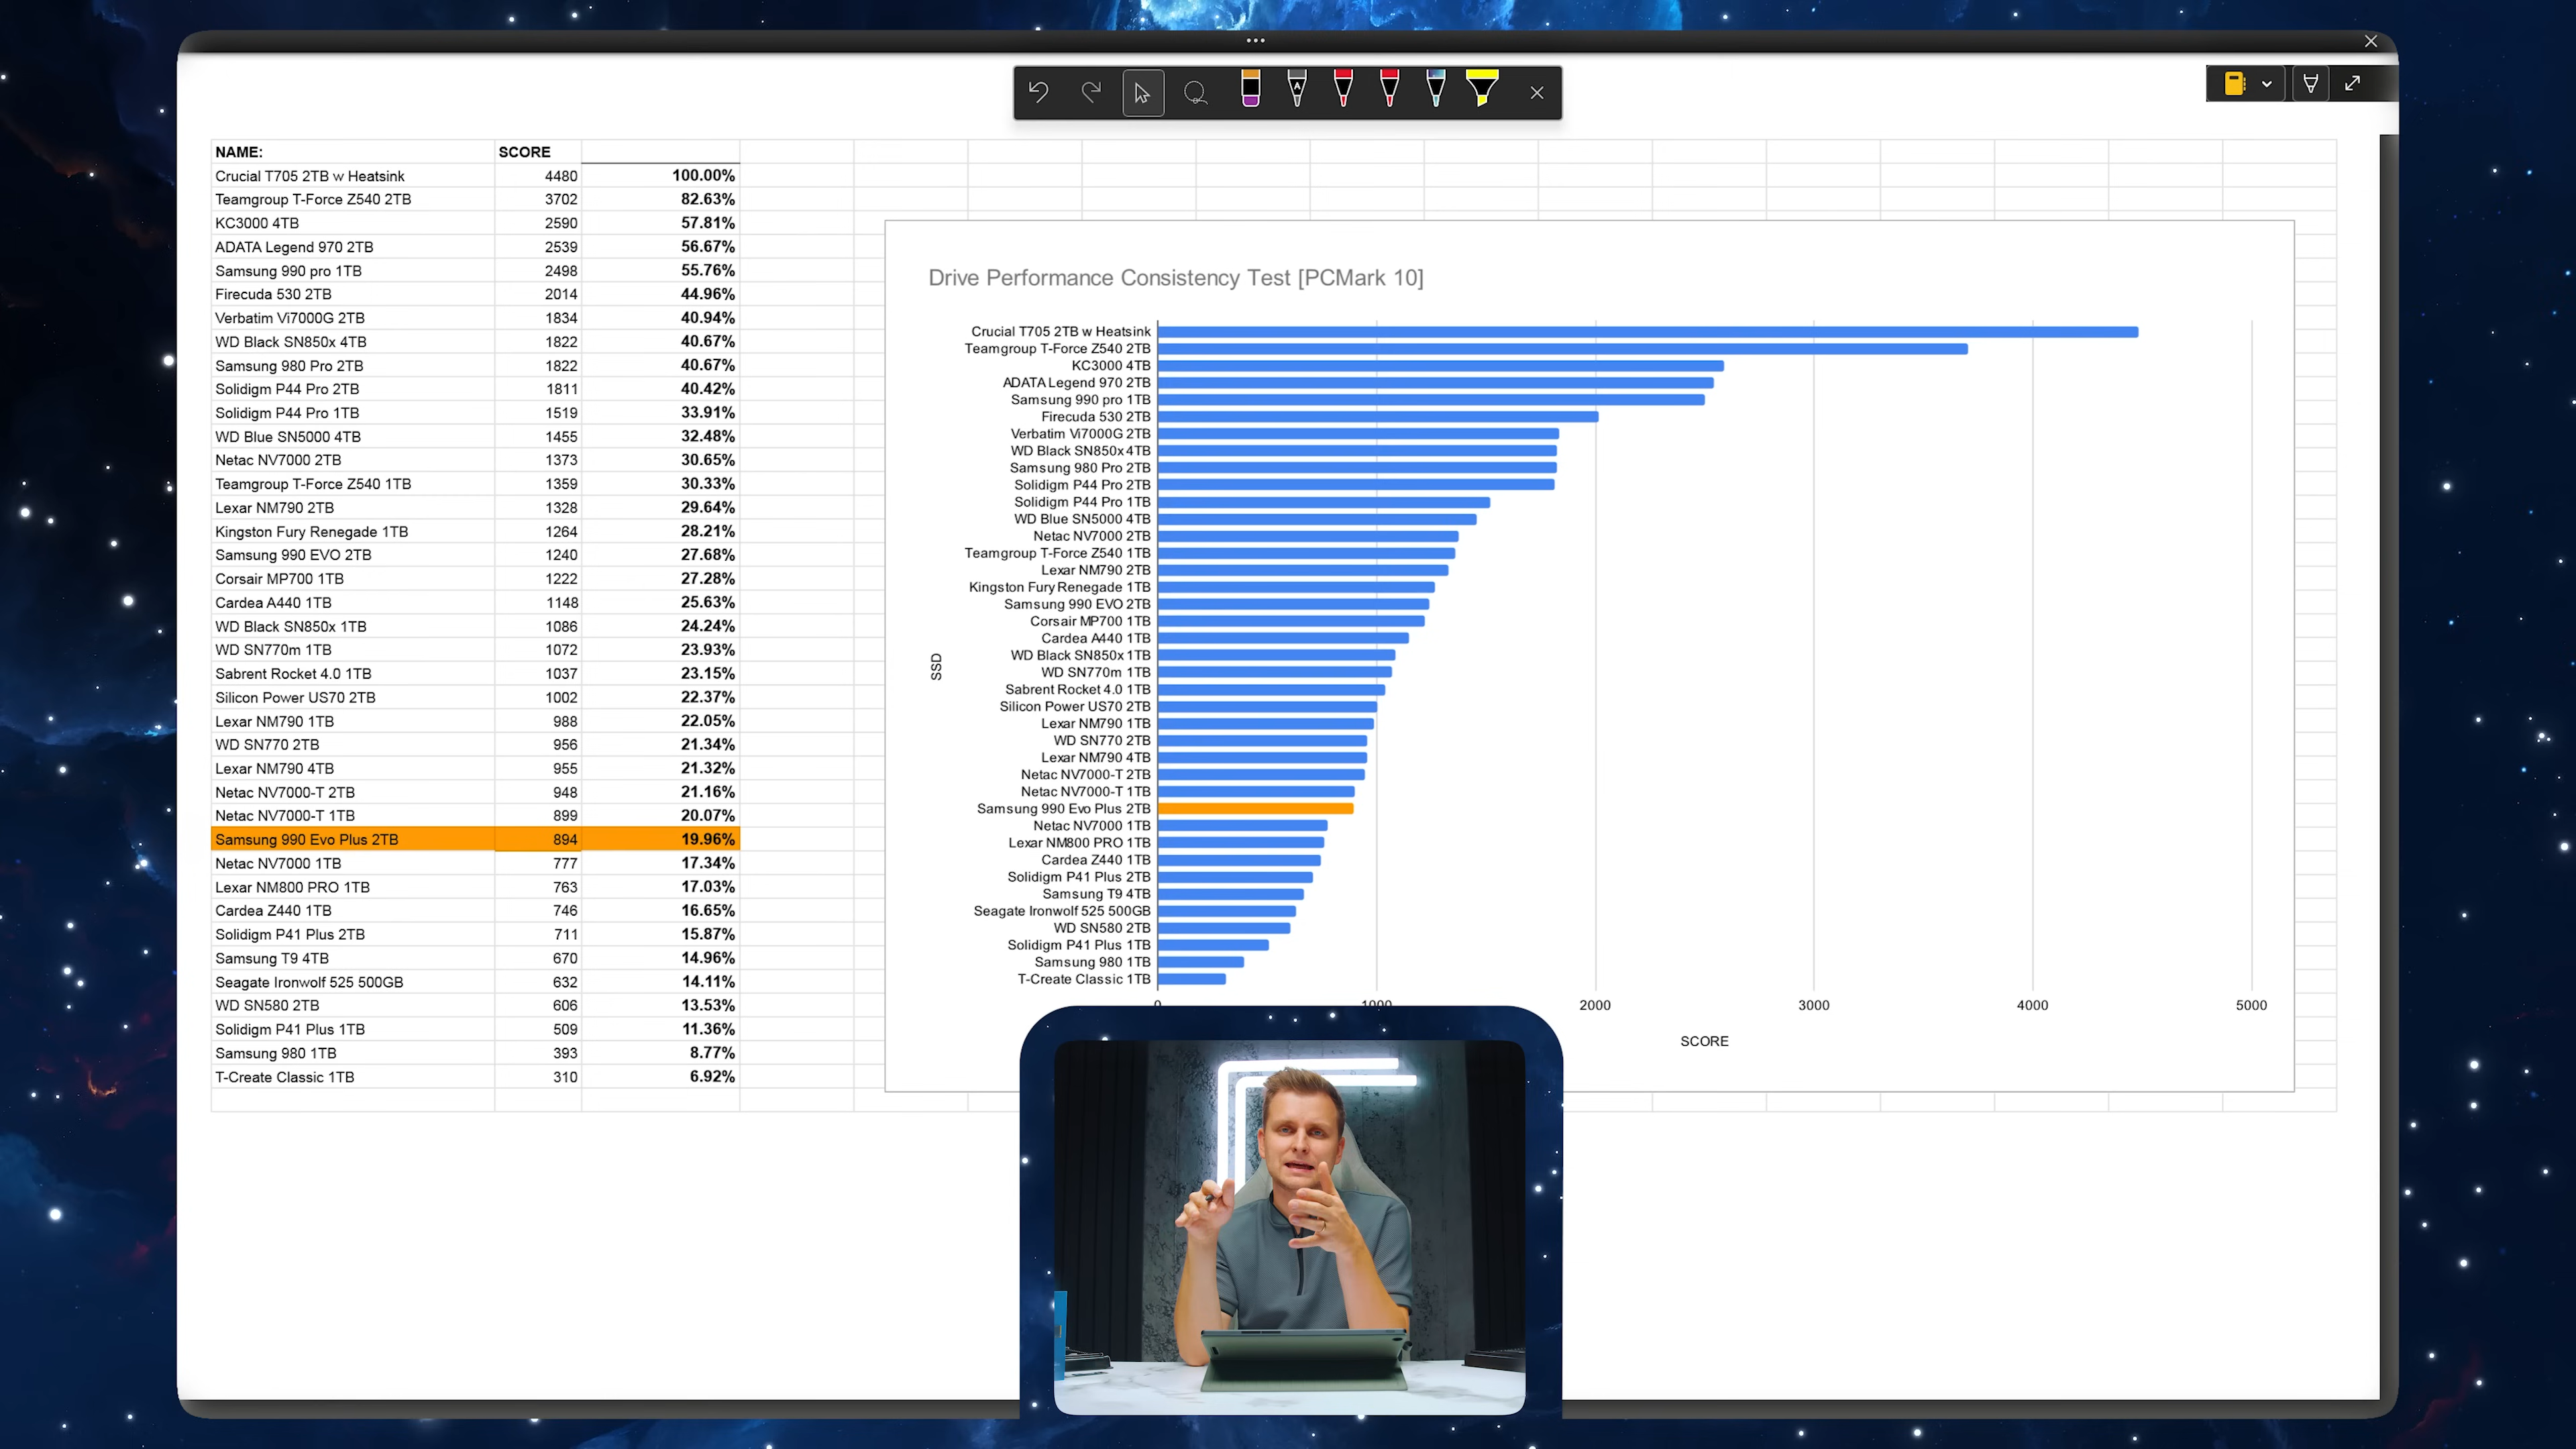 NAME: SCORE
Crucial T705 2TB w Heatsink 4480 100.00%
Teamgroup T-Force Z540 2TB 3702 82.63%
KC3000 4TB 2590 57.81%
ADATA Legend 970 2TB 2539 56.67%
Samsung 990 pro 1TB 2498 55.76%
Firecuda 530 2TB 2014 44.96%
Verbatim Vi7000G 2TB 1834 40.94%
WD Black SN850x 4TB 1822 40.67%
Samsung 980 Pro 2TB 1822 40.67%
Solidigm P44 Pro 2TB 1811 40.42%
Solidigm P44 Pro 1TB 1519 33.91%
WD Blue SN5000 4TB 1455 32.48%
Netac NV7000 2TB 1373 30.65%
Teamgroup T-Force Z540 1TB 1359 30.33%
Lexar NM790 2TB 1328 29.64%
Kingston Fury Renegade 1TB 1264 28.21%
Samsung 990 EVO 2TB 1240 27.68%
Corsair MP700 1TB 1222 27.28%
Cardea A440 1TB 1148 25.63%
WD Black SN850x 1TB 1086 24.24%
WD SN770m 1TB 1072 23.93%
Sabrent Rocket 4.0 1TB 1037 23.15%
Silicon Power US70 2TB 1002 22.37%
Lexar NM790 1TB 988 22.05%
WD SN770 2TB 956 21.34%
Lexar NM790 4TB 955 21.32%
Netac NV7000-T 2TB 948 21.16%
Netac NV7000-T 1TB 899 20.07%
Samsung 990 Evo Plus 2TB 894 19.96%
Netac NV7000 1TB 777 17.34%
Lexar NM800 PRO 1TB 763 17.03%
Cardea Z440 1TB 746 16.65%
Solidigm P41 Plus 2TB 711 15.87%
Samsung T9 4TB 670 14.96%
Seagate Ironwolf 525 500GB 632 14.11%
WD SN580 2TB 606 13.53%
Solidigm P41 Plus 1TB 509 11.36%
Samsung 980 1TB 393 8.77%
T-Create Classic 1TB 310 6.92%
Drive Performance Consistency Test [PCMark 10]
SSD
Crucial T705 2TB w Heatsink
Teamgroup T-Force Z540 2TB
KC3000 4TB
ADATA Legend 970 2TB
Samsung 990 pro 1TB
Firecuda 530 2TB
Verbatim Vi7000G 2TB
WD Black SN850x 4TB
Samsung 980 Pro 2TB
Solidigm P44 Pro 2TB
Solidigm P44 Pro 1TB
WD Blue SN5000 4TB
Netac NV7000 2TB
Teamgroup T-Force Z540 1TB
Lexar NM790 2TB
Kingston Fury Renegade 1TB
Samsung 990 EVO 2TB
Corsair MP700 1TB
Cardea A440 1TB
WD Black SN850x 1TB
WD SN770m 1TB
Sabrent Rocket 4.0 1TB
Silicon Power US70 2TB
Lexar NM790 1TB
WD SN770 2TB
Lexar NM790 4TB
Netac NV7000-T 2TB
Netac NV7000-T 1TB
Samsung 990 Evo Plus 2TB
Netac NV7000 1TB
Lexar NM800 PRO 1TB
Cardea Z440 1TB
Solidigm P41 Plus 2TB
Samsung T9 4TB
Seagate Ironwolf 525 500GB
WD SN580 2TB
Solidigm P41 Plus 1TB
Samsung 980 1TB
T-Create Classic 1TB
0 1000 2000 3000 4000 5000
SCORE